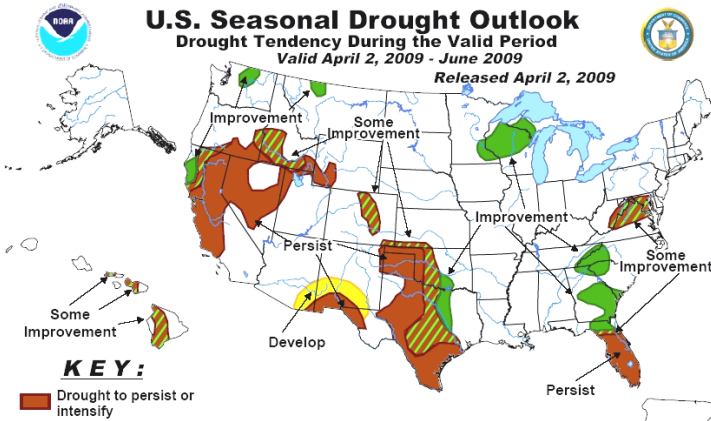 NOAA
U.S. Seasonal Drought Outlook
Drought Tendency During the Valid Period
Valid April 2, 2009 - June 2009
Released April 2, 2009
Improvement
Some
Improvement
Improvement
Persist
Some
Improvement
Some
Improvement
Develop
Persist
KEY:
Drought to persist or
intensify